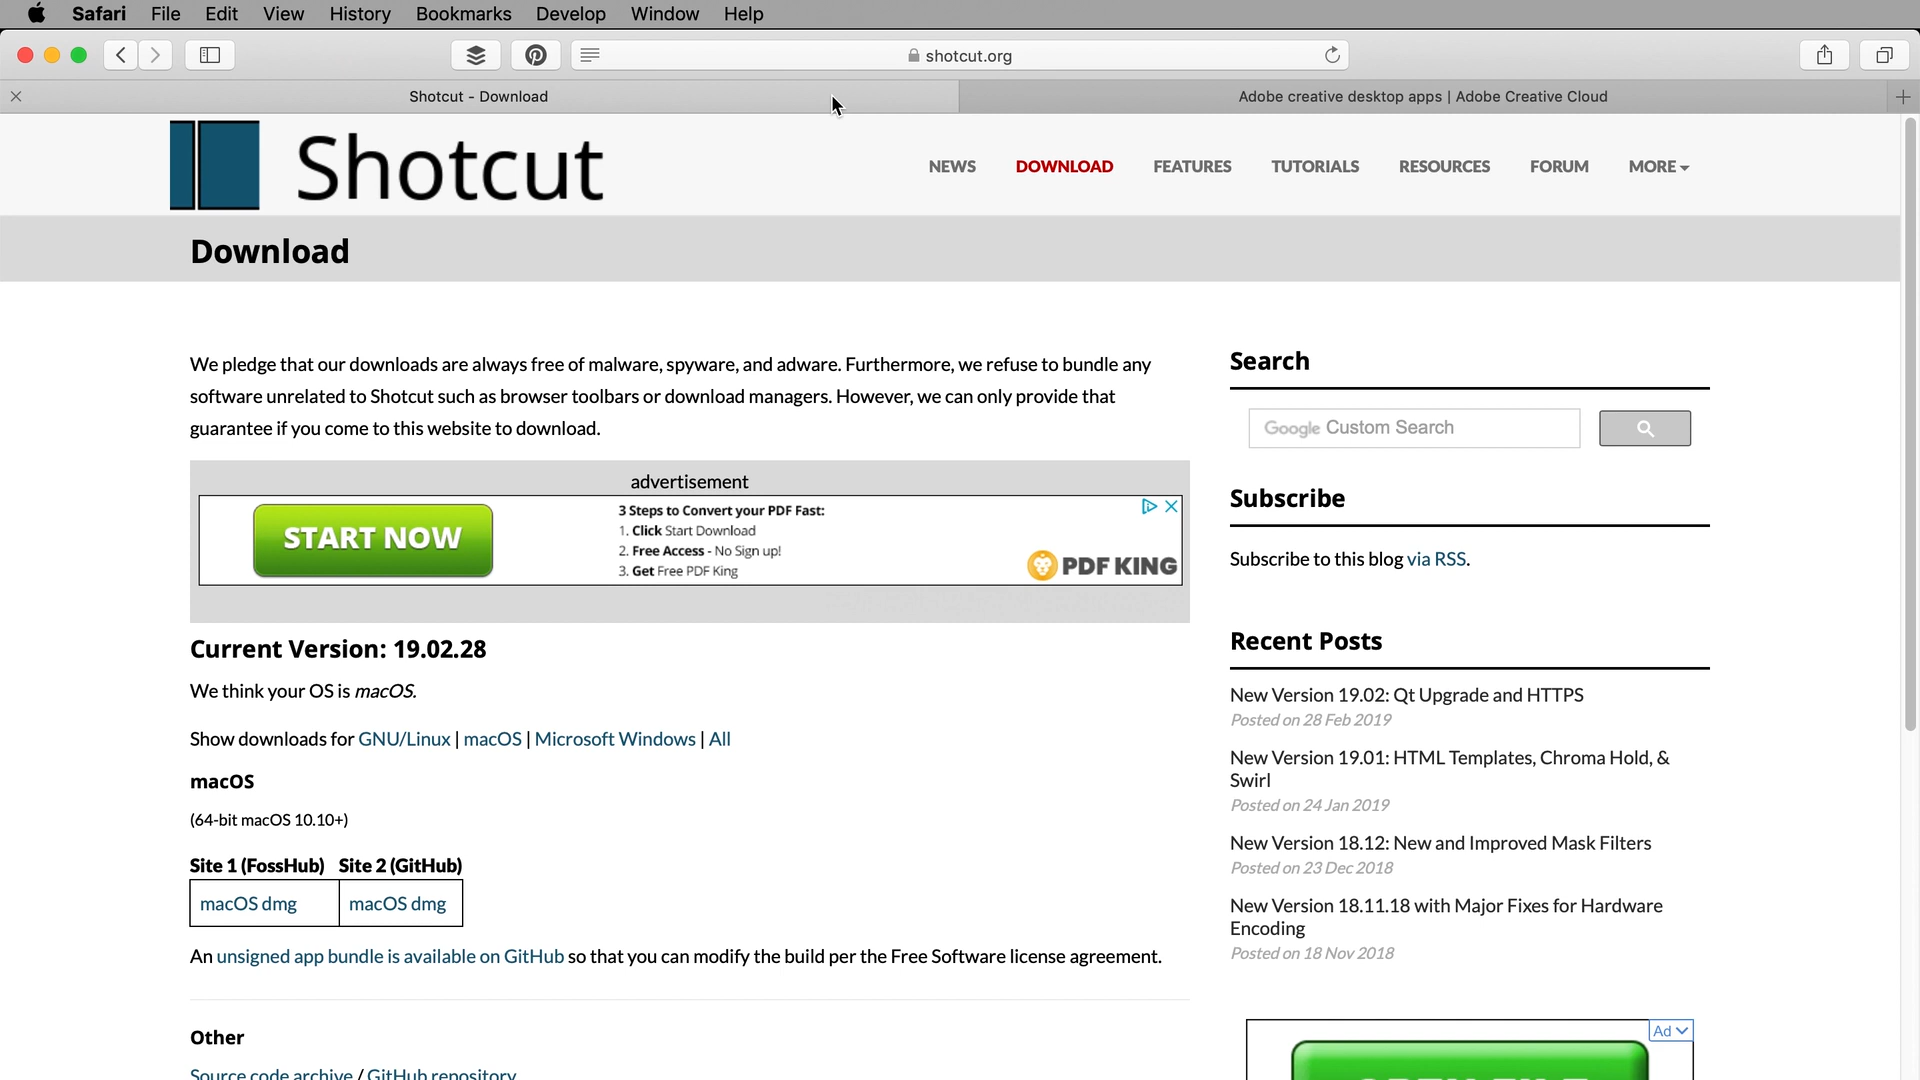 Safari File Edit View History Bookmarks Develop Window Help
shotcut.org
Shotcut - Download
Adobe creative desktop apps | Adobe Creative Cloud
Shotcut
NEWS DOWNLOAD FEATURES TUTORIALS RESOURCES FORUM MORE
Download
We pledge that our downloads are always free of malware, spyware, and adware. Furthermore, we refuse to bundle any
software unrelated to Shotcut such as browser toolbars or download managers. However, we can only provide that
guarantee if you come to this website to download.
advertisement
START NOW
3 Steps to Convert your PDF Fast:
1. Click Start Download
2. Free Access - No Sign up!
3. Get Free PDF King
PDF KING
Current Version: 19.02.28
We think your OS is macOS.
Show downloads for GNU/Linux | macOS | Microsoft Windows | All
macOS
(64-bit macOS 10.10+)
Site 1 (FossHub) Site 2 (GitHub)
macOS dmg macOS dmg
An unsigned app bundle is available on GitHub so that you can modify the build per the Free Software license agreement.
Other
Source code archive / GitHub repository
Search
Google Custom Search
Subscribe
Subscribe to this blog via RSS.
Recent Posts
New Version 19.02: Qt Upgrade and HTTPS
Posted on 28 Feb 2019
New Version 19.01: HTML Templates, Chroma Hold, &
Swirl
Posted on 24 Jan 2019
New Version 18.12: New and Improved Mask Filters
Posted on 23 Dec 2018
New Version 18.11.18 with Major Fixes for Hardware
Encoding
Posted on 18 Nov 2018
Ad